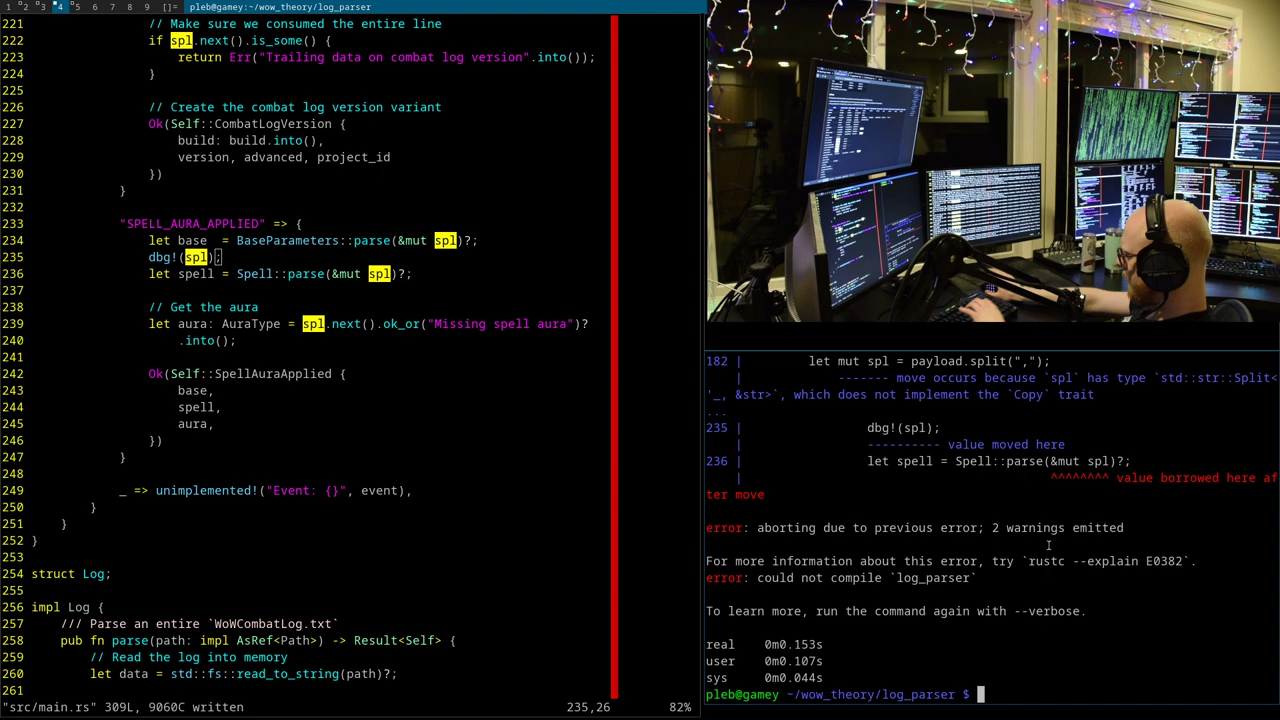 1 2 3 4 5 6 7 8 9 []= pleb@gamey:~/wow_theory/log_parser
221 // Make sure we consumed the entire line
222 if spl.next().is_some() {
223 return Err("Trailing data on combat log version".into());
224 }
225
226 // Create the combat log version variant
227 Ok(Self::CombatLogVersion {
228 build: build.into(),
229 version, advanced, project_id
230 })
231 }
232
233 "SPELL_AURA_APPLIED" => {
234 let base  = BaseParameters::parse(&mut spl)?;
235 dbg!(spl);
236 let spell = Spell::parse(&mut spl)?;
237
238 // Get the aura
239 let aura: AuraType = spl.next().ok_or("Missing spell aura")?
240 .into();
241
242 Ok(Self::SpellAuraApplied {
243 base,
244 spell,
245 aura,
246 })
247 }
248
249 _ => unimplemented!("Event: {}", event),
250 }
251 }
252 }
253
254 struct Log;
255
256 impl Log {
257 /// Parse an entire `WoWCombatLog.txt`
258 pub fn parse(path: impl AsRef<Path>) -> Result<Self> {
259 // Read the log into memory
260 let data = std::fs::read_to_string(path)?;
261
"src/main.rs" 309L, 9060C written 235,26 82%
182 | let mut spl = payload.split(",");
| ------- move occurs because `spl` has type `std::str::Split<
'_, &str>`, which does not implement the `Copy` trait
...
235 | dbg!(spl);
| ---------- value moved here
236 | let spell = Spell::parse(&mut spl)?;
| ^^^^^^^^ value borrowed here af
ter move
error: aborting due to previous error; 2 warnings emitted
For more information about this error, try `rustc --explain E0382`.
error: could not compile `log_parser`
To learn more, run the command again with --verbose.
real 0m0.153s
user 0m0.107s
sys 0m0.044s
pleb@gamey ~/wow_theory/log_parser $